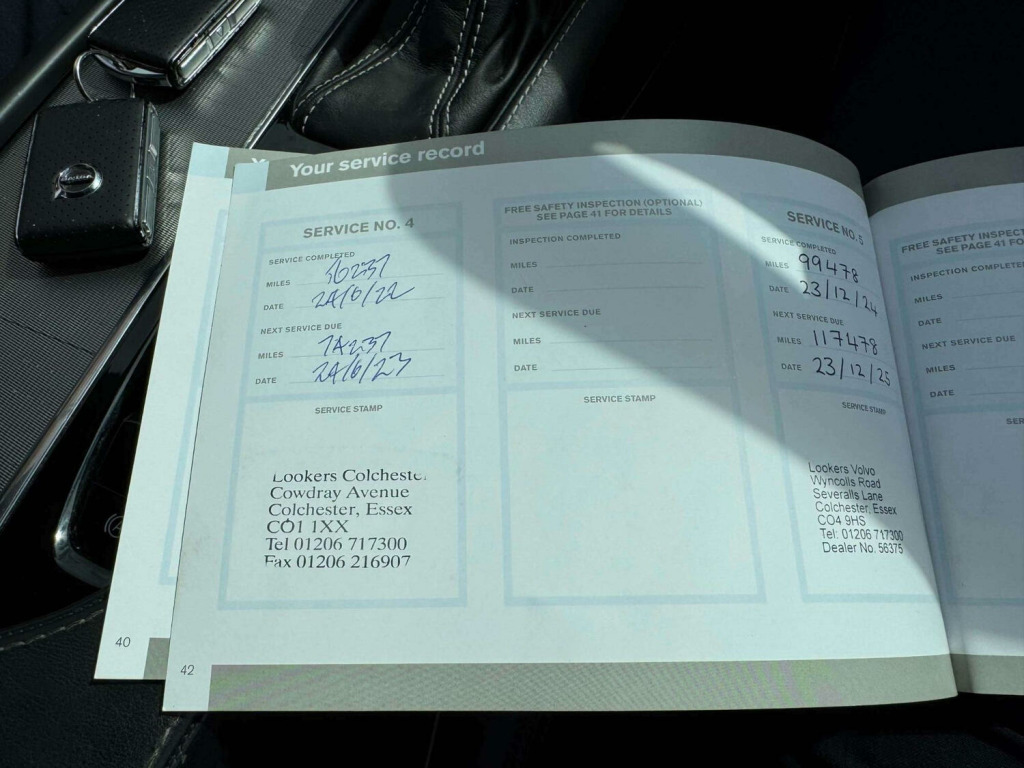 Your service record
SERVICE NO. 4
SERVICE COMPLETED
MILES
DATE 24/6/22
NEXT SERVICE DUE
MILES
DATE 24/6/23
SERVICE STAMP
Lookers Colchester
Cowdray Avenue
Colchester, Essex
CO1 1XX
Tel 01206 717300
Fax 01206 216907
FREE SAFETY INSPECTION (OPTIONAL)
SEE PAGE 41 FOR DETAILS
INSPECTION COMPLETED
MILES
DATE
NEXT SERVICE DUE
MILES
DATE
SERVICE STAMP
SERVICE NO. 5
SERVICE COMPLETED
MILES 99478
DATE 23/12/24
NEXT SERVICE DUE
MILES 117478
DATE 23/12/25
SERVICE STAMP
Lookers Volvo
Wyncolls Road
Severalls Lane
Colchester, Essex
CO4 9HS
Tel: 01206 717300
Dealer No. 56375
FREE SAFETY INSPECT
SEE PAGE 41 FO
INSPECTION COMPLETED
MILES
DATE
NEXT SERVICE DUE
MILES
DATE
SER
40
42